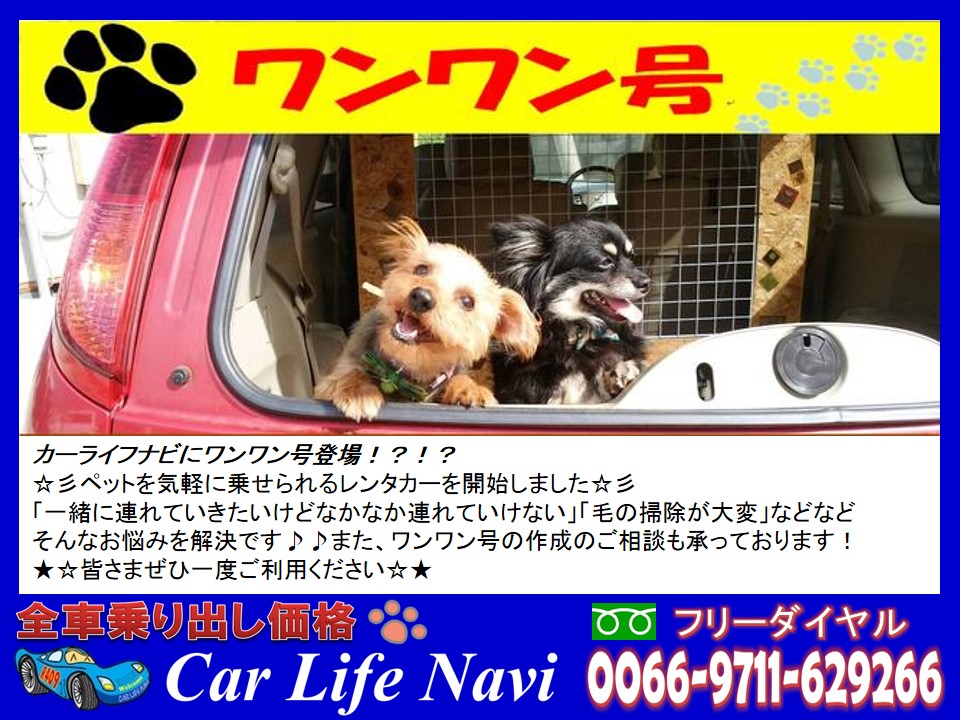 ワンワン号
カーライフナビにワンワン号登場！？！？
☆彡ペットを気軽に乗せられるレンタカーを開始しました☆彡
「一緒に連れていきたいけどなかなか連れていけない」「毛の掃除が大変」などなど
そんなお悩みを解決です♪♪また、ワンワン号の作成のご相談も承っております！
★☆皆さまぜひ一度ご利用ください☆★
全車乗り出し価格
フリーダイヤル
Car Life Navi
0066-9711-629266